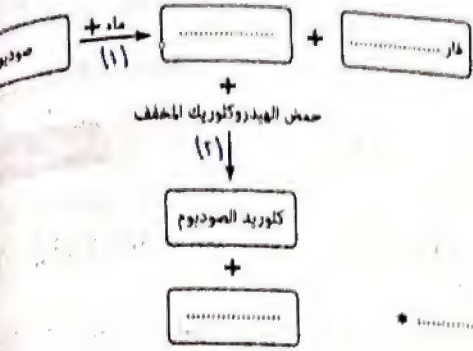 صوديوم + ماء (١) ............ + غاز ............
+
حمض الهيدروكلوريك المخفف
(٢)
كلوريد الصوديوم
+
............
* ............